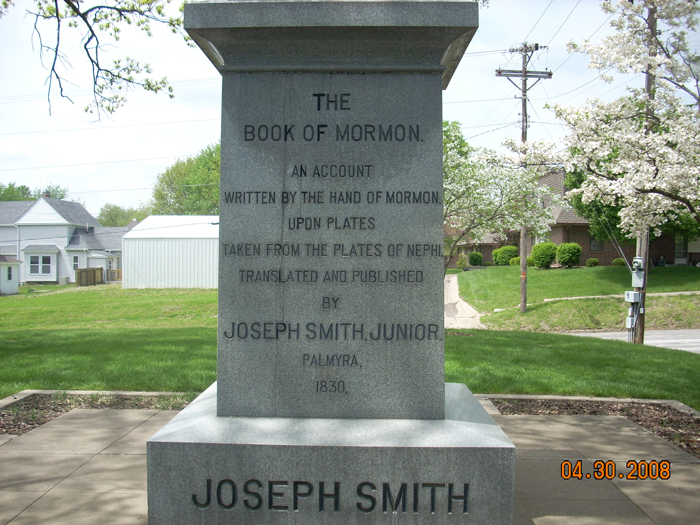 THE
BOOK OF MORMON.
AN ACCOUNT
WRITTEN BY THE HAND OF MORMON,
UPON PLATES
TAKEN FROM THE PLATES OF NEPHI.
TRANSLATED AND PUBLISHED
BY
JOSEPH SMITH, JUNIOR.
PALMYRA,
1830.
JOSEPH SMITH
04.30.2008